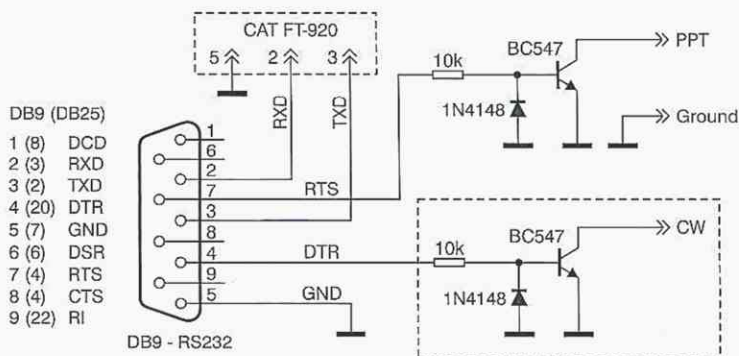 CAT FT-920
5
2
3
RXD
TXD
10k
BC547
PPT
1N4148
Ground
DB9 (DB25)
1 (8) DCD
2 (3) RXD
3 (2) TXD
4 (20) DTR
5 (7) GND
6 (6) DSR
7 (4) RTS
8 (4) CTS
9 (22) RI
1
6
2
7
3
8
4
9
5
RTS
DTR
GND
10k
BC547
CW
1N4148
DB9 - RS232